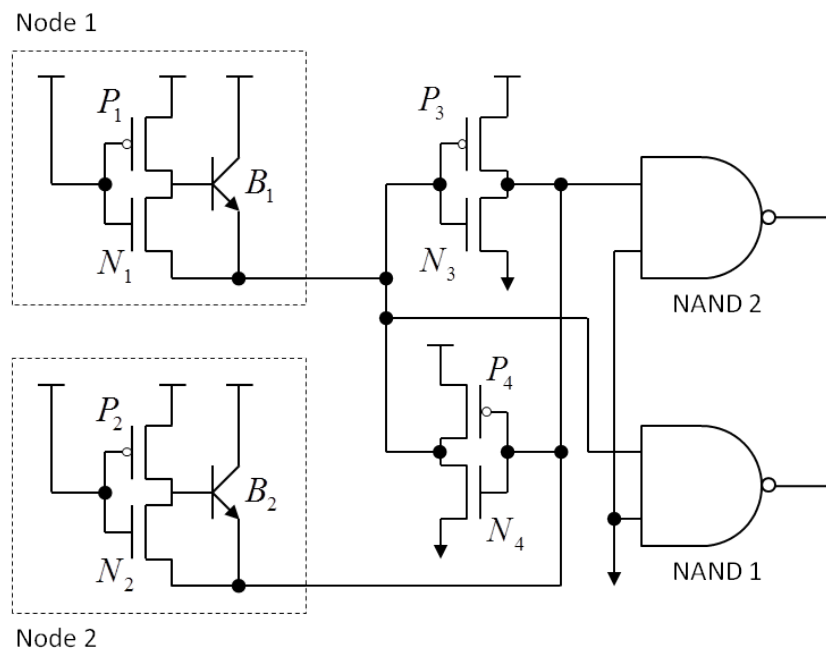 Node 1
P₁
B₁
N₁
P₃
N₃
NAND 2
P₄
N₄
P₂
B₂
N₂
NAND 1
Node 2